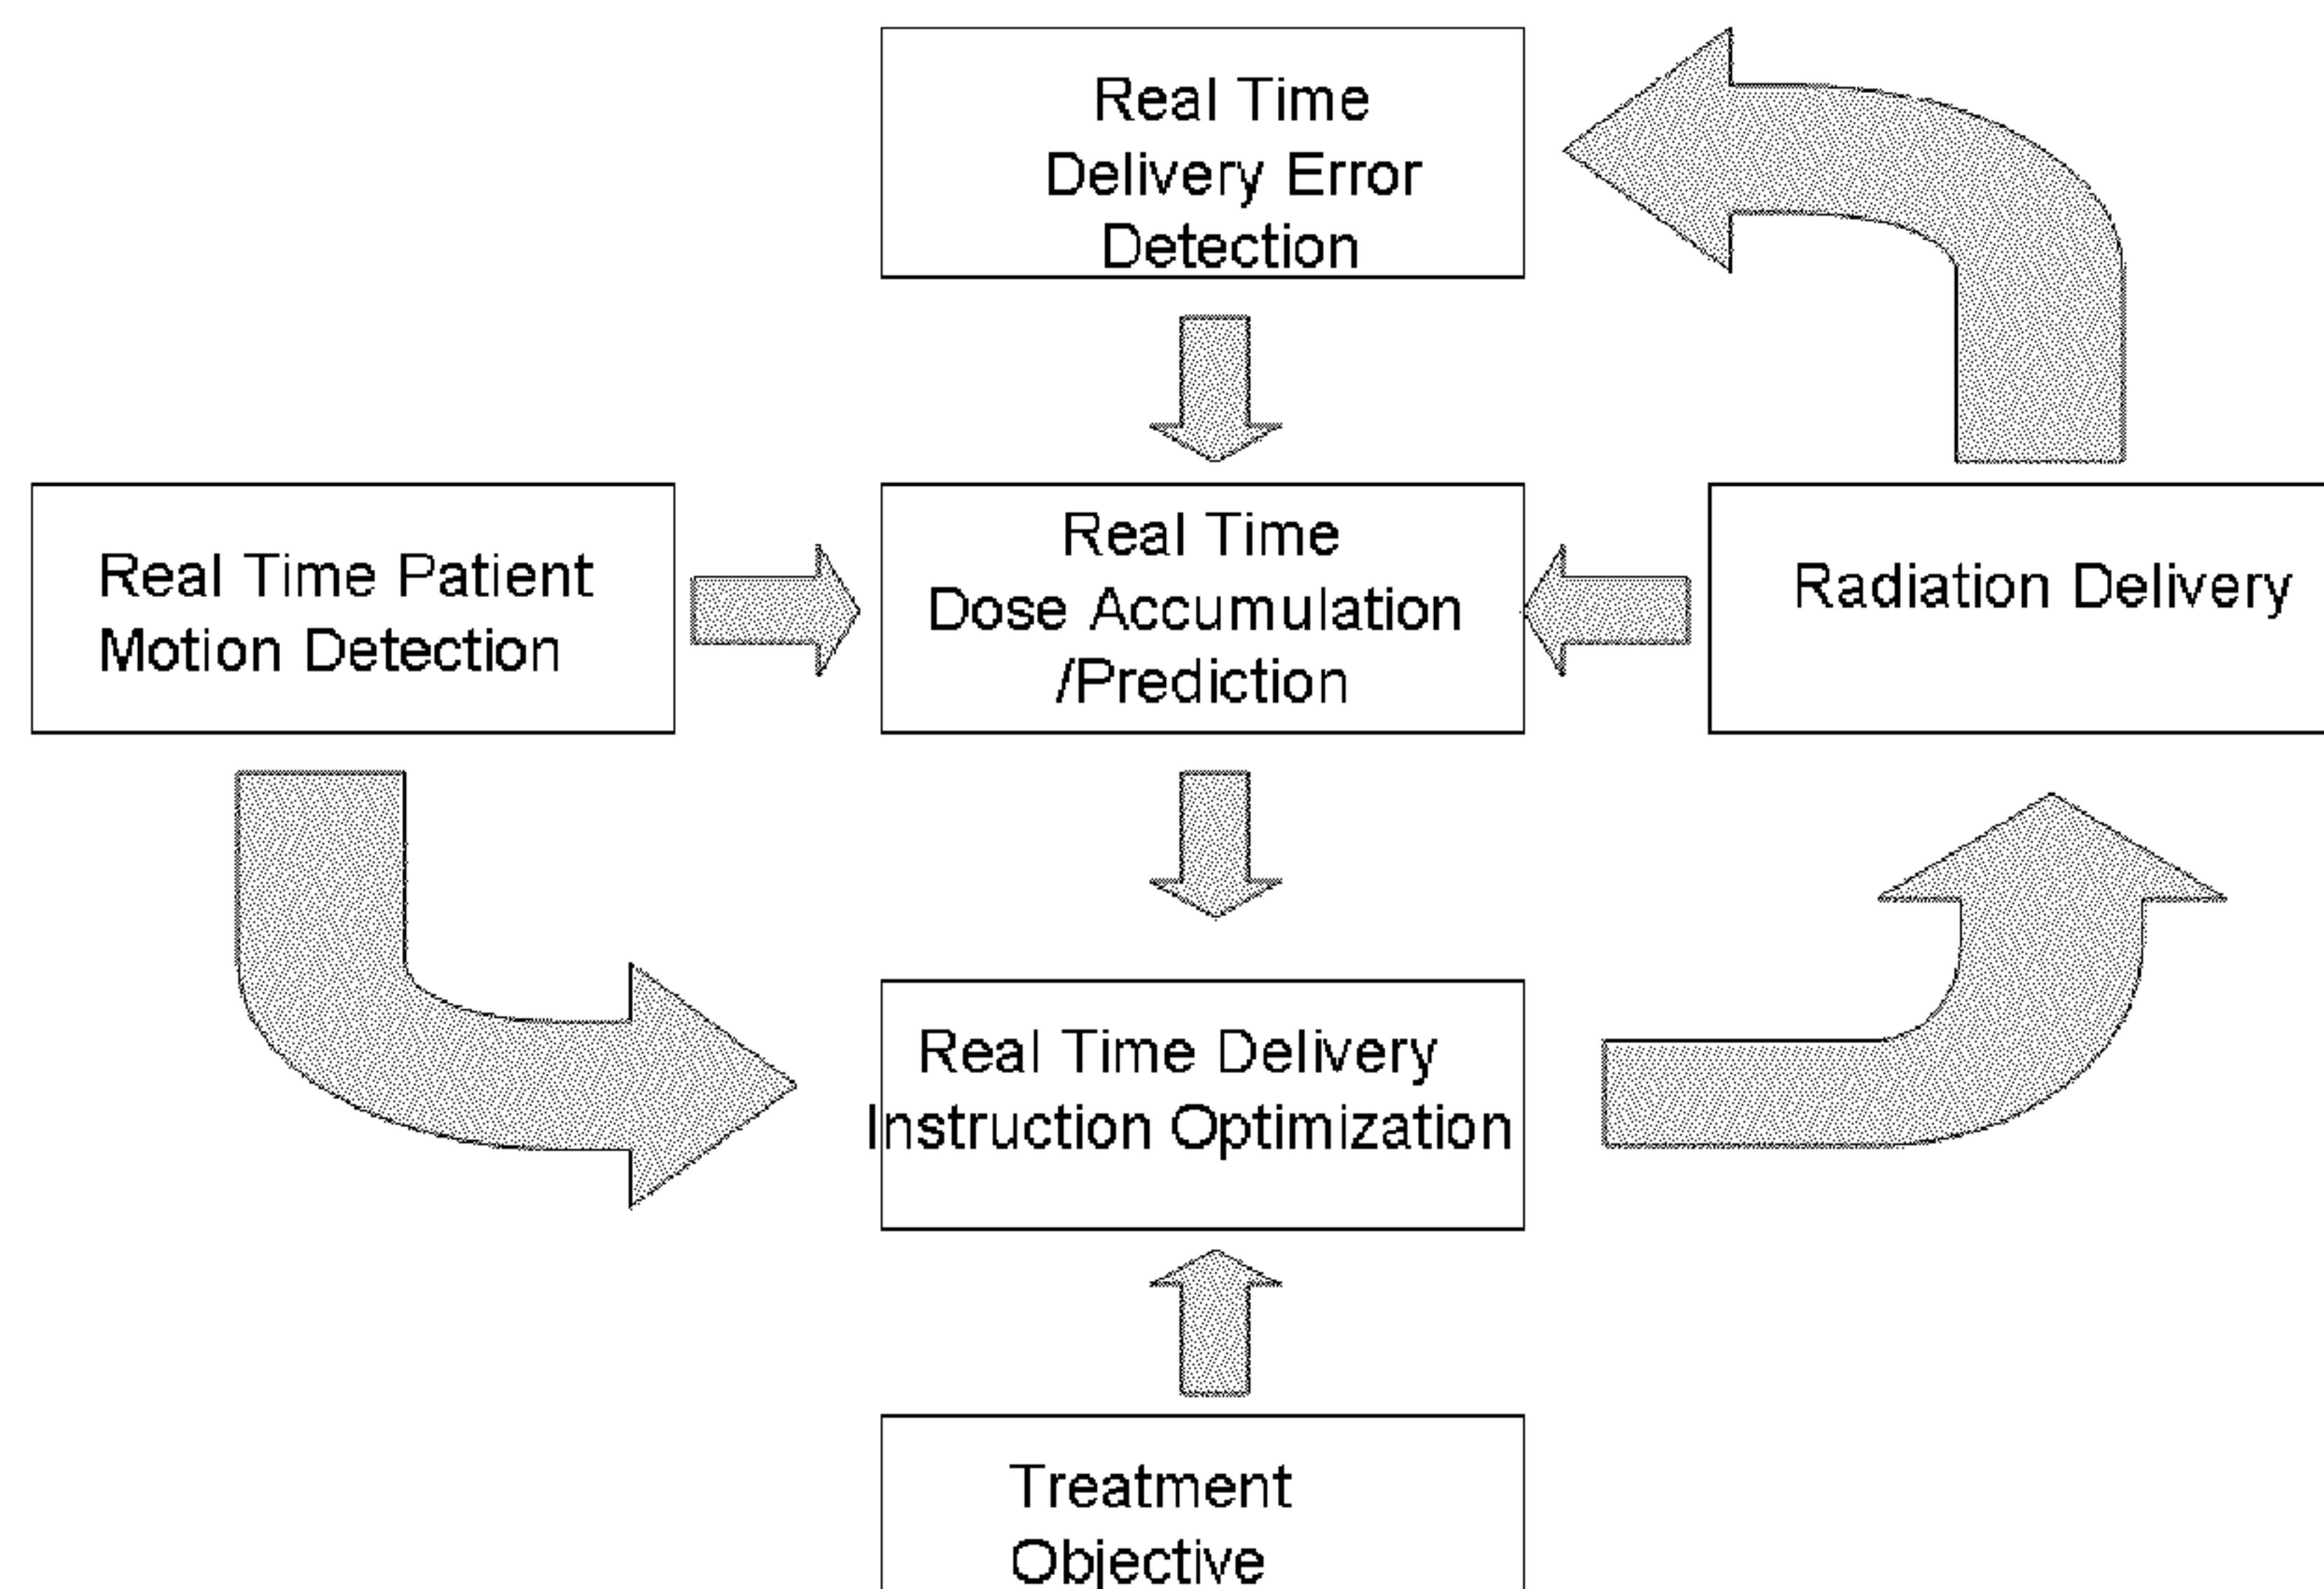 Real Time
Delivery Error
Detection
Real Time Patient
Motion Detection
Real Time
Dose Accumulation
/Prediction
Radiation Delivery
Real Time Delivery
Instruction Optimization
Treatment
Objective